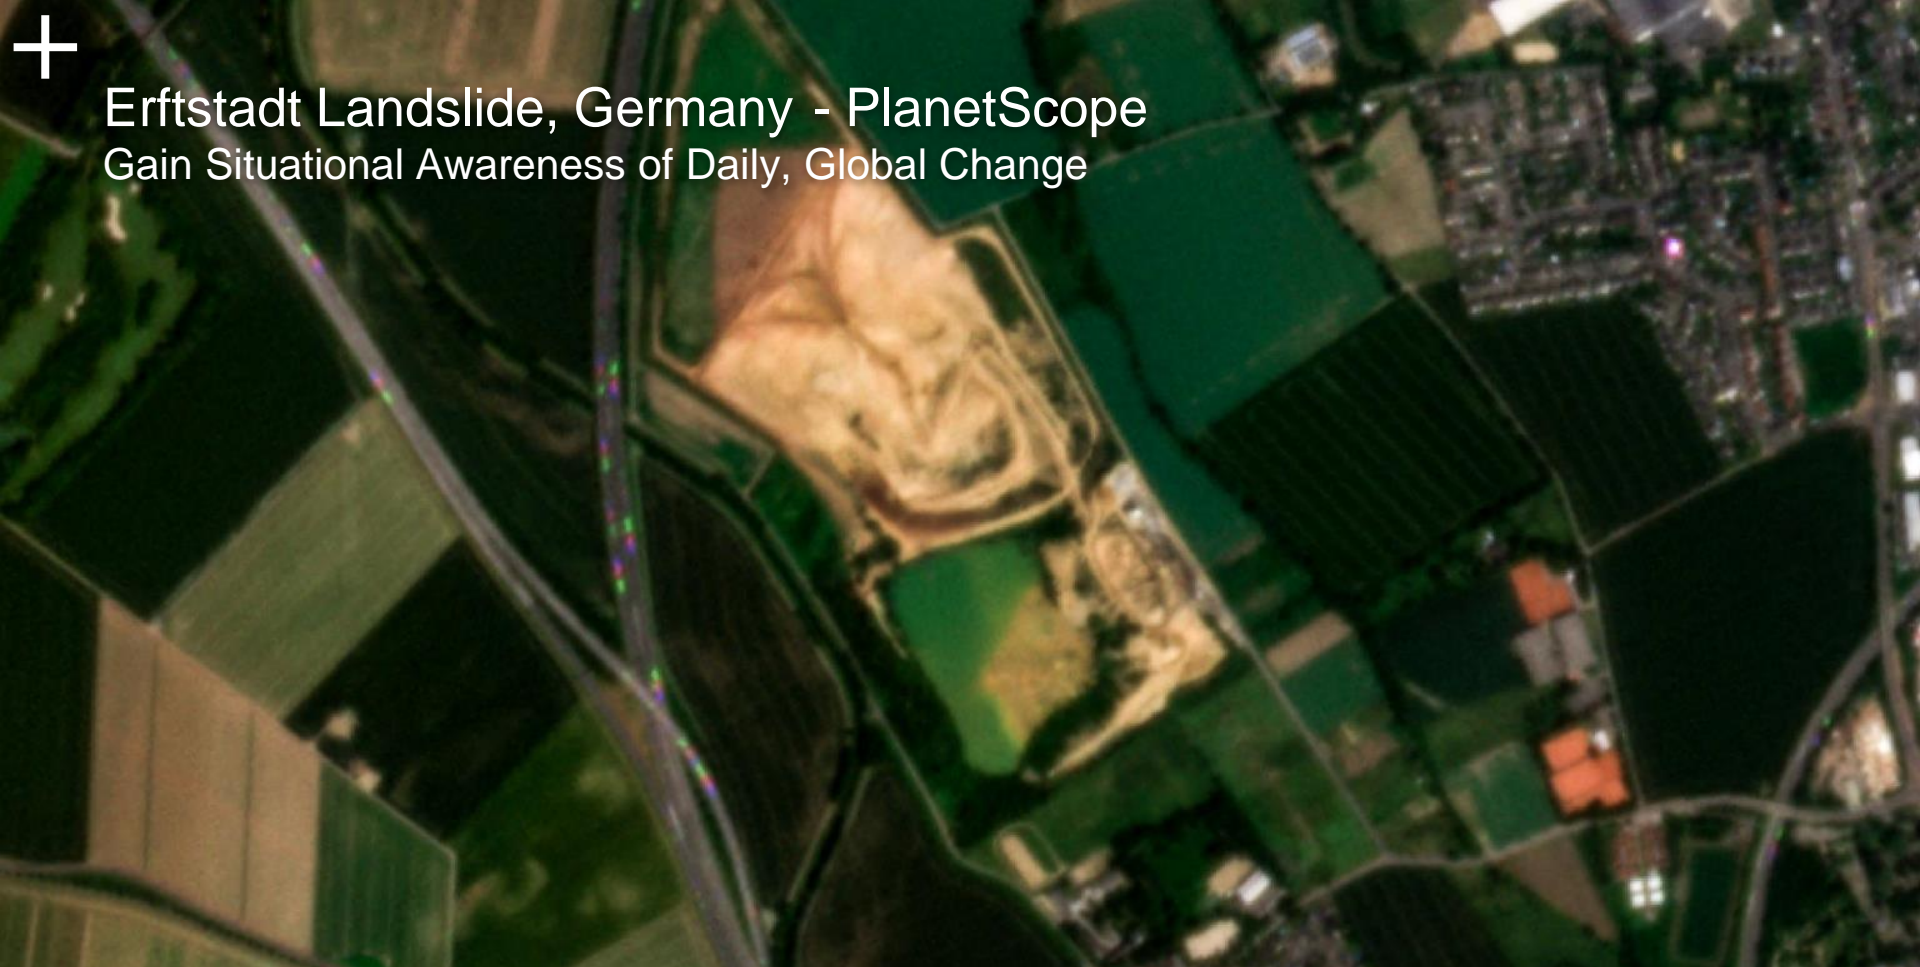 Erftstadt Landslide, Germany - PlanetScope
Gain Situational Awareness of Daily, Global Change